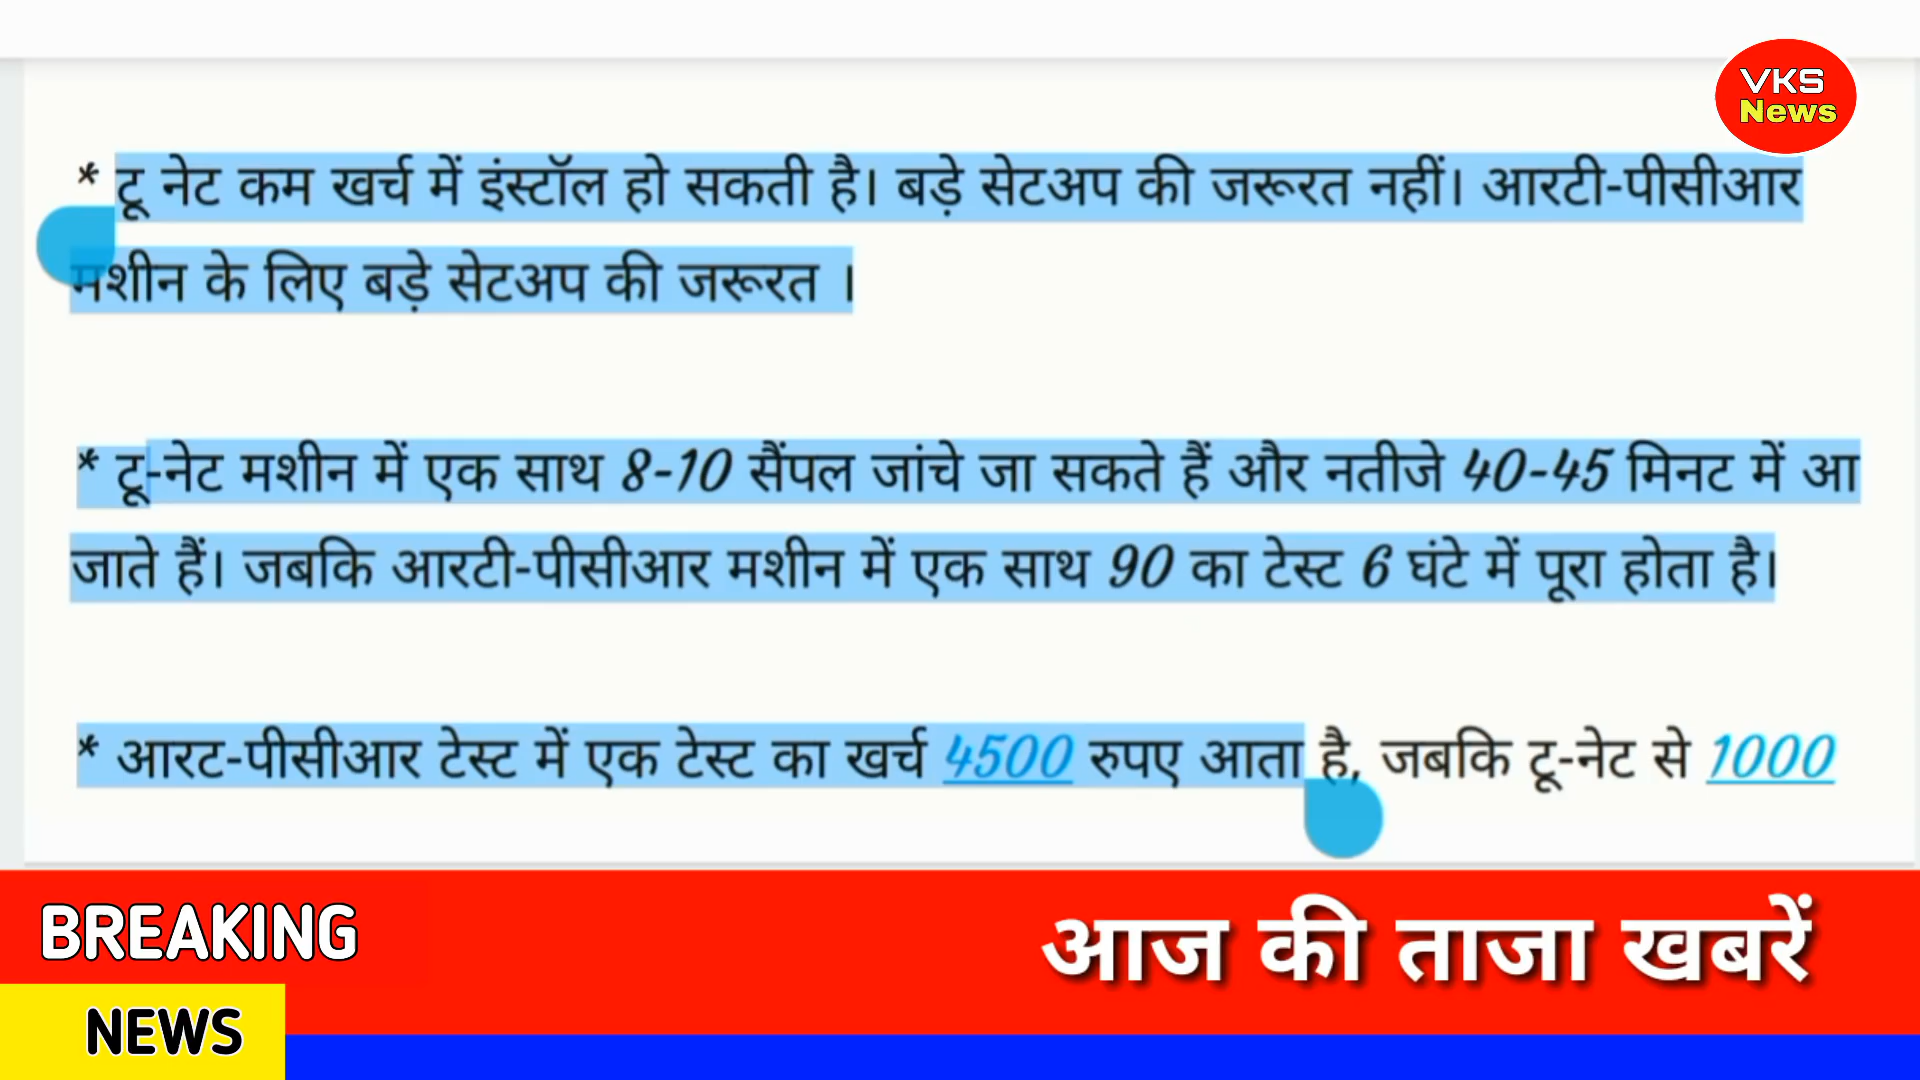 VKS
News
* टू नेट कम खर्च में इंस्टॉल हो सकती है। बड़े सेटअप की जरूरत नहीं। आरटी-पीसीआर
मशीन के लिए बड़े सेटअप की जरूरत ।
* टू-नेट मशीन में एक साथ 8-10 सैंपल जांचे जा सकते हैं और नतीजे 40-45 मिनट में आ
जाते हैं। जबकि आरटी-पीसीआर मशीन में एक साथ 90 का टेस्ट 6 घंटे में पूरा होता है।
* आरट-पीसीआर टेस्ट में एक टेस्ट का खर्च 4500 रुपए आता है, जबकि टू-नेट से 1000
BREAKING
आज की ताजा खबरें
NEWS